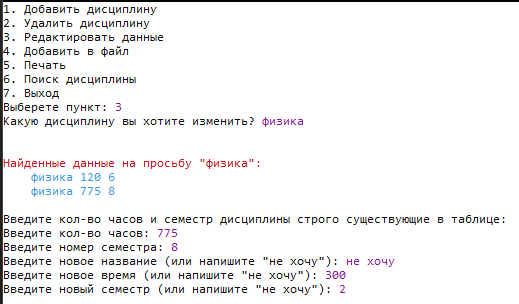 1. Добавить дисциплину
2. Удалить дисциплину
3. Редактировать данные
4. Добавить в файл
5. Печать
6. Поиск дисциплины
7. Выход
Выберете пункт: 3
Какую дисциплину вы хотите изменить? физика
Найденные данные на просьбу "физика":
физика 120 6
физика 775 8
Введите кол-во часов и семестр дисциплины строго существующие в таблице:
Введите кол-во часов: 775
Введите номер семестра: 8
Введите новое название (или напишите "не хочу"): не хочу
Введите новое время (или напишите "не хочу"): 300
Введите новый семестр (или напишите "не хочу"): 2